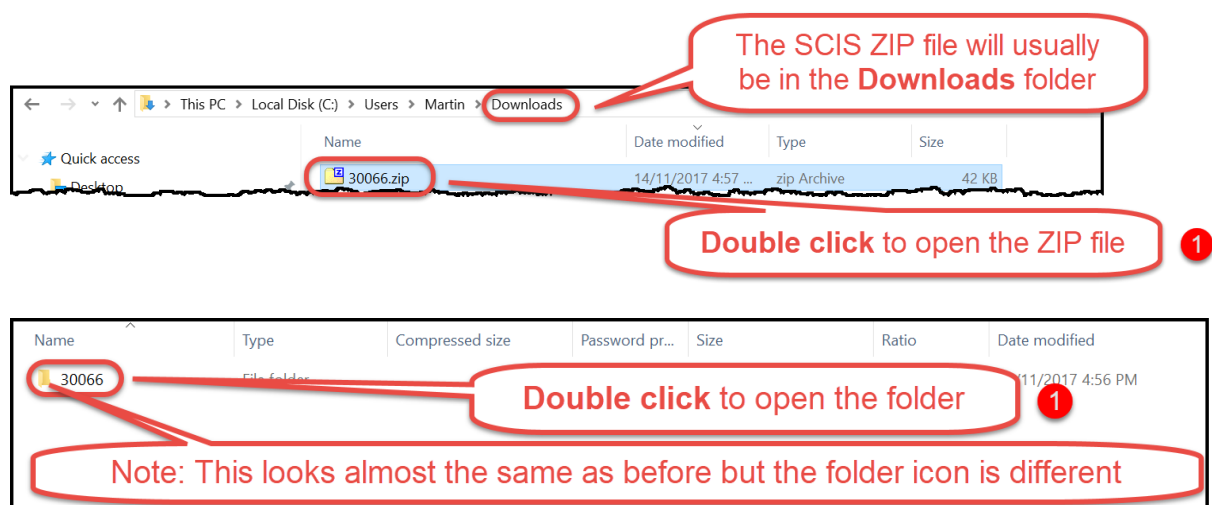 The SCIS ZIP file will usually
be in the Downloads folder
This PC > Local Disk (C:) > Users > Martin > Downloads
Name Date modified Type Size
Quick access
Desktop
30066.zip 14/11/2017 4:57 ... zip Archive 42 KB
Double click to open the ZIP file 1
Name Type Compressed size Password pr... Size Ratio Date modified
30066 File folder /11/2017 4:56 PM
Double click to open the folder 1
Note: This looks almost the same as before but the folder icon is different